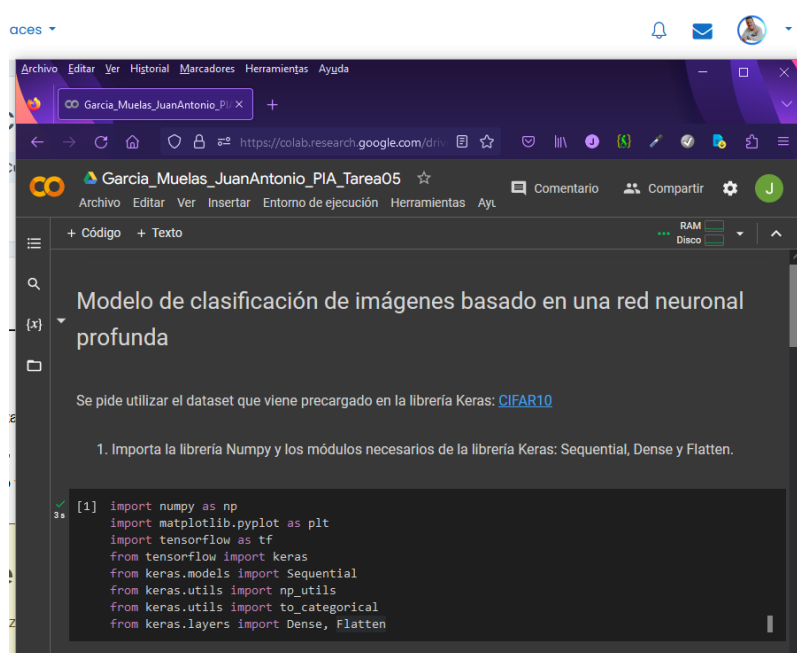 aces
Archivo Editar Ver Historial Marcadores Herramientas Ayuda
Garcia_Muelas_JuanAntonio_PI
https://colab.research.google.com/driv
Garcia_Muelas_JuanAntonio_PIA_Tarea05
Comentario Compartir J
Archivo Editar Ver Insertar Entorno de ejecución Herramientas Ayu
+ Código + Texto
RAM
Disco
{x}
Modelo de clasificación de imágenes basado en una red neuronal
profunda
Se pide utilizar el dataset que viene precargado en la librería Keras: CIFAR10
1. Importa la librería Numpy y los módulos necesarios de la librería Keras: Sequential, Dense y Flatten.
[1] import numpy as np
3 s
import matplotlib.pyplot as plt
import tensorflow as tf
from tensorflow import keras
from keras.models import Sequential
from keras.utils import np_utils
from keras.utils import to_categorical
from keras.layers import Dense, Flatten